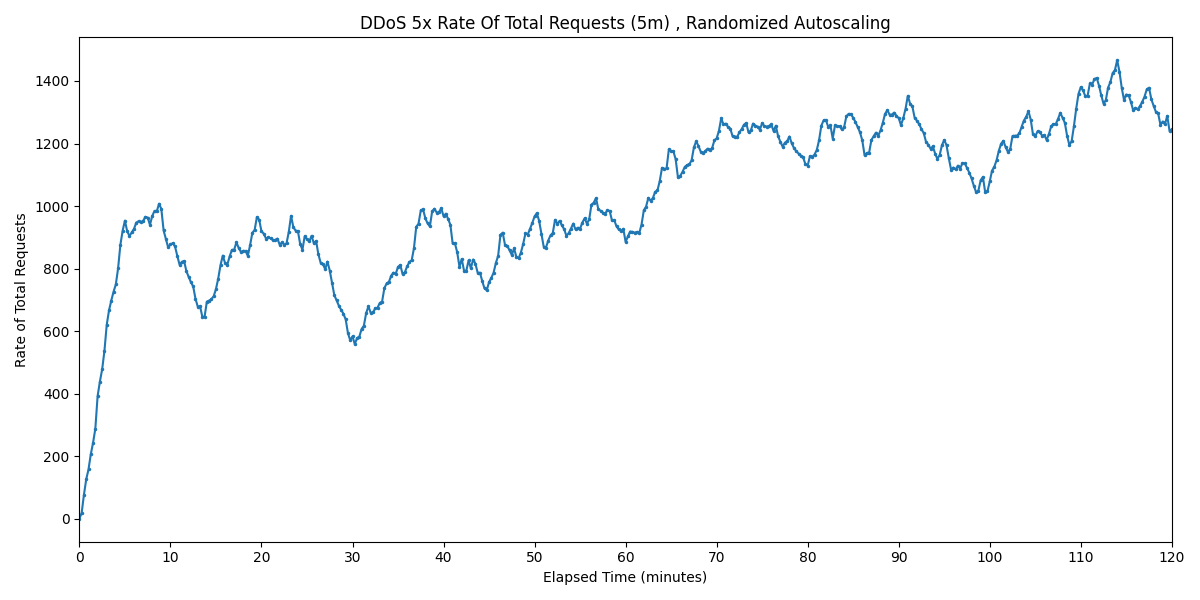 DDoS 5x Rate Of Total Requests (5m) , Randomized Autoscaling
Rate of Total Requests
1400
1200
1000
800
600
400
200
0
0 10 20 30 40 50 60 70 80 90 100 110 120
Elapsed Time (minutes)